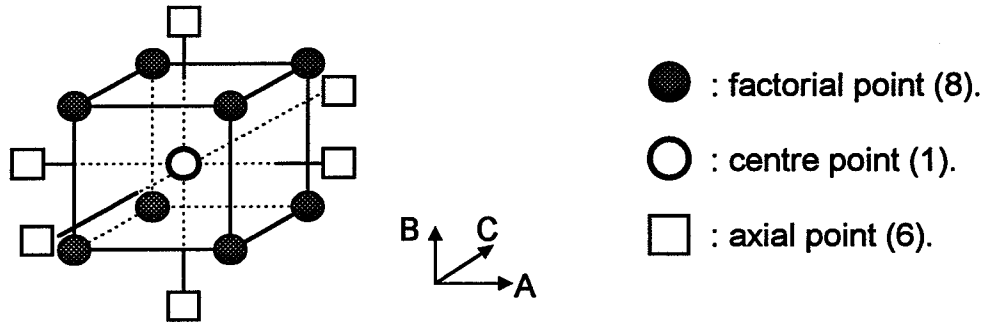 : factorial point (8).
: centre point (1).
: axial point (6).
B
C
A